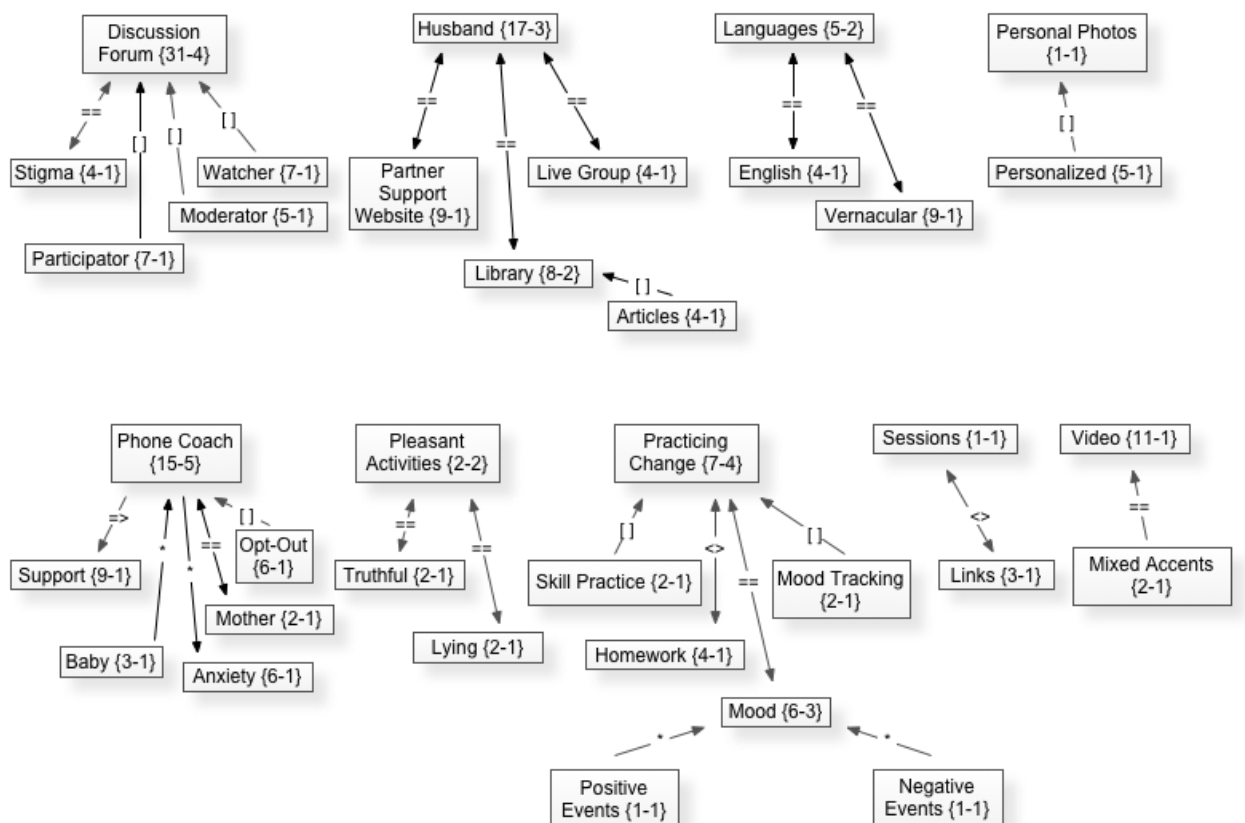 Discussion
Forum {31-4}
==
[ ]
[ ]
[ ]
Stigma {4-1}
Watcher {7-1}
Moderator {5-1}
Participator {7-1}
Husband {17-3}
==
==
==
Partner
Support
Website {9-1}
Live Group {4-1}
Library {8-2}
[ ]
Articles {4-1}
Languages {5-2}
==
==
English {4-1}
Vernacular {9-1}
Personal Photos
{1-1}
[ ]
Personalized {5-1}
Phone Coach
{15-5}
=>
*
*
==
[ ]
Opt-Out
{6-1}
Support {9-1}
Mother {2-1}
Baby {3-1}
Anxiety {6-1}
Pleasant
Activities {2-2}
==
==
Truthful {2-1}
Lying {2-1}
Practicing
Change {7-4}
[ ]
<>
==
[ ]
Skill Practice {2-1}
Mood Tracking
{2-1}
Homework {4-1}
Mood {6-3}
*
*
Positive
Events {1-1}
Negative
Events {1-1}
Sessions {1-1}
<>
Links {3-1}
Video {11-1}
==
Mixed Accents
{2-1}